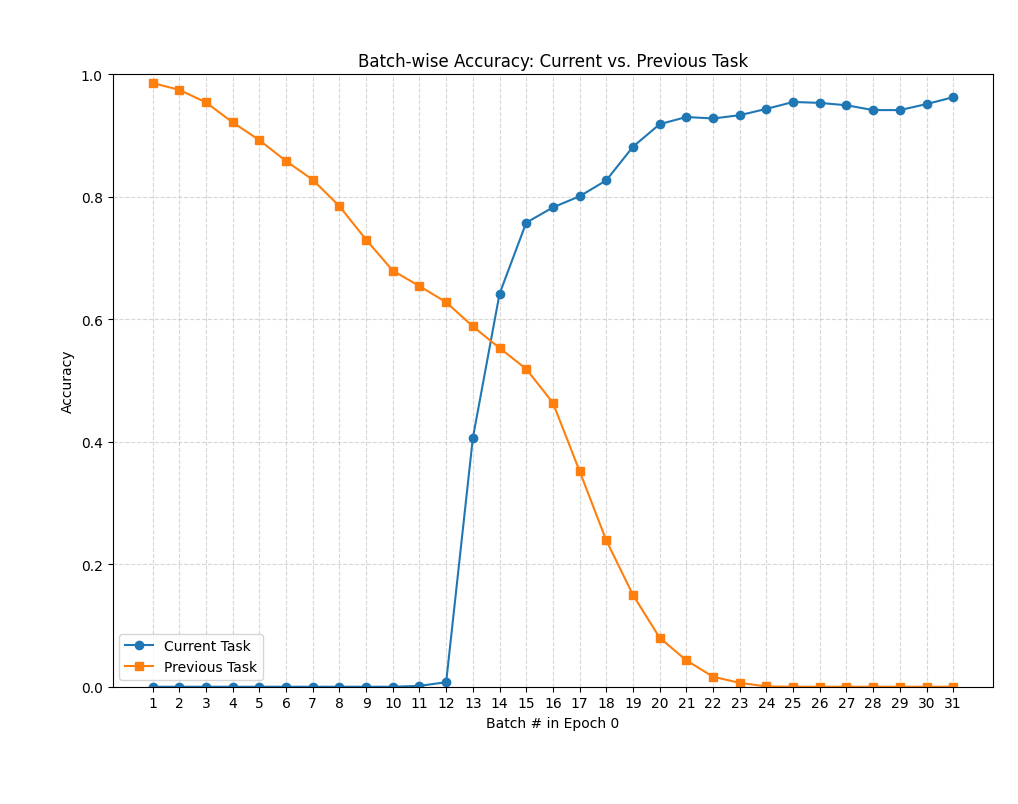 Batch-wise Accuracy: Current vs. Previous Task
1.0
0.8
0.6
0.4
0.2
0.0
Accuracy
Current Task
Previous Task
1 2 3 4 5 6 7 8 9 10 11 12 13 14 15 16 17 18 19 20 21 22 23 24 25 26 27 28 29 30 31
Batch # in Epoch 0